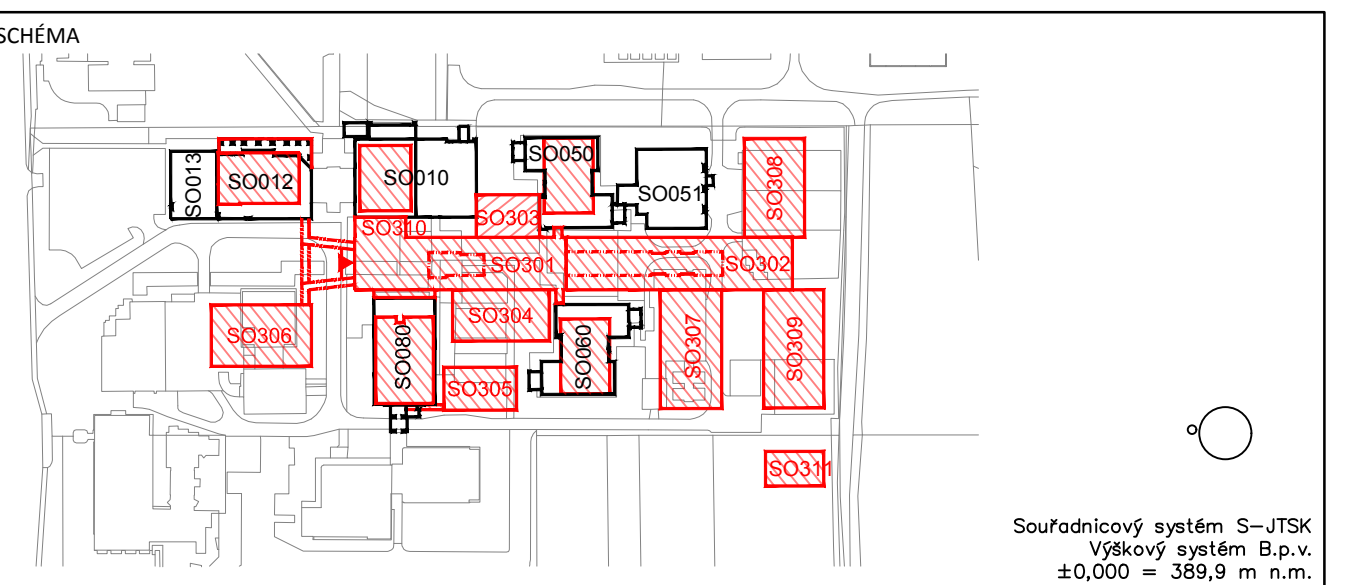 SCHÉMA
SO013
SO012
SO010
SO050
SO051
SO308
SO303
SO310
SO301
SO302
SO306
SO304
SO080
SO305
SO060
SO307
SO309
SO311
Souřadnicový systém S-JTSK
Výškový systém B.p.v.
±0,000 = 389,9 m n.m.